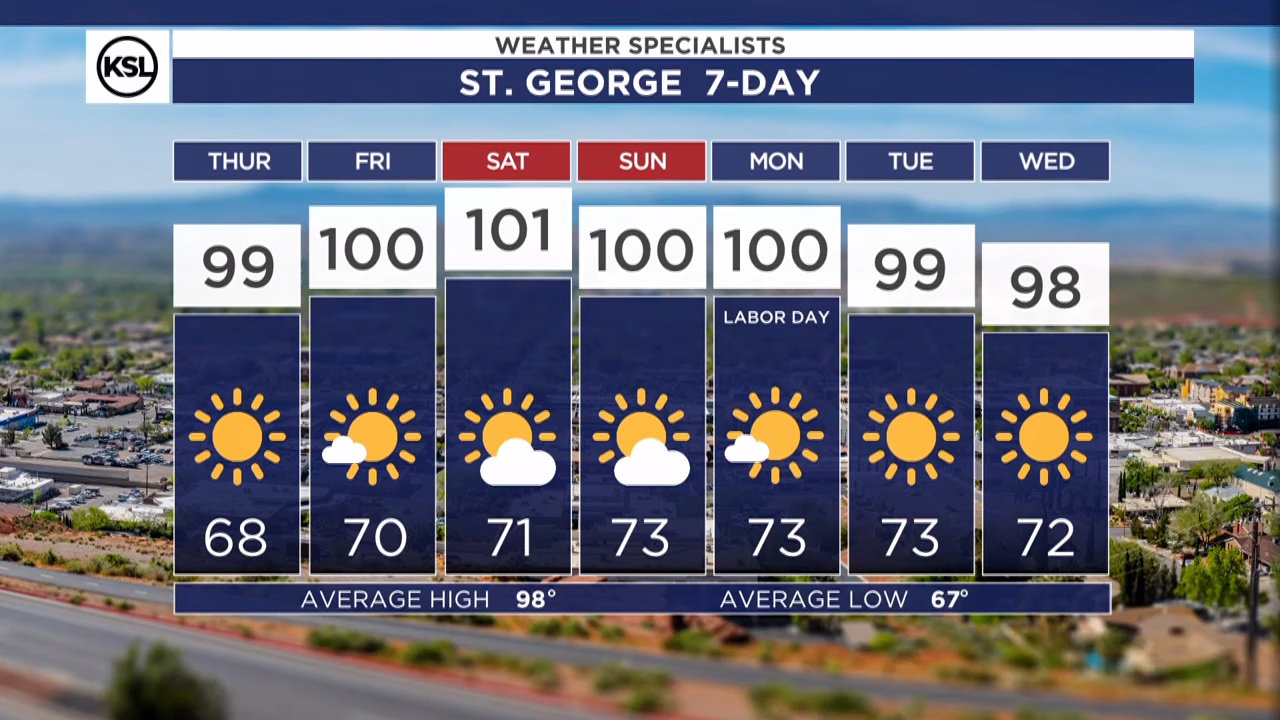 KSL
WEATHER SPECIALISTS
ST. GEORGE 7-DAY
THUR FRI SAT SUN MON TUE WED
99 100 101 100 100 99 98
LABOR DAY
68 70 71 73 73 73 72
AVERAGE HIGH 98° AVERAGE LOW 67°